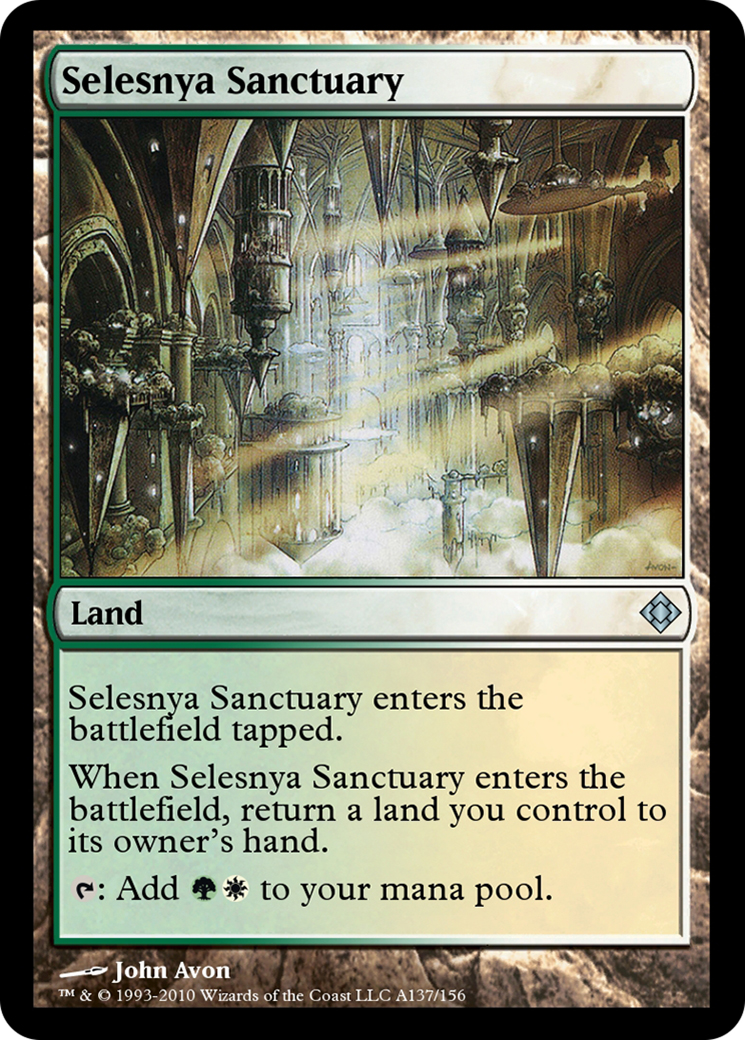 Selesnya Sanctuary
AVON-
Land
Selesnya Sanctuary enters the
battlefield tapped.
When Selesnya Sanctuary enters the
battlefield, return a land you control to
its owner's hand.
: Add to your mana pool.
John Avon
™ & © 1993-2010 Wizards of the Coast LLC A137/156